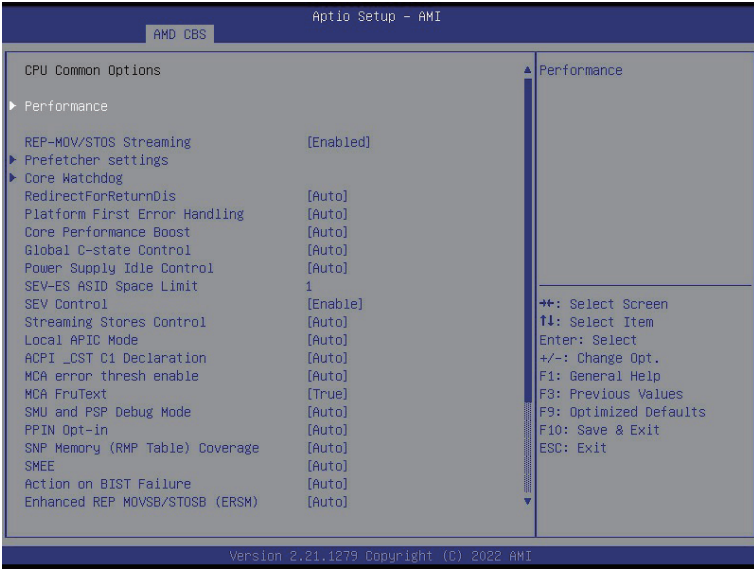 Aptio Setup – AMI
AMD CBS
CPU Common Options
Performance
REP-MOV/STOS Streaming [Enabled]
Prefetcher settings
Core Watchdog
RedirectForReturnDis [Auto]
Platform First Error Handling [Auto]
Core Performance Boost [Auto]
Global C-state Control [Auto]
Power Supply Idle Control [Auto]
SEV-ES ASID Space Limit 1
SEV Control [Enable]
Streaming Stores Control [Auto]
Local APIC Mode [Auto]
ACPI _CST C1 Declaration [Auto]
MCA error thresh enable [Auto]
MCA FruText [True]
SMU and PSP Debug Mode [Auto]
PPIN Opt-in [Auto]
SNP Memory (RMP Table) Coverage [Auto]
SMEE [Auto]
Action on BIST Failure [Auto]
Enhanced REP MOVSB/STOSB (ERSM) [Auto]
Performance
→←: Select Screen
↑↓: Select Item
Enter: Select
+/-: Change Opt.
F1: General Help
F3: Previous Values
F9: Optimized Defaults
F10: Save & Exit
ESC: Exit
Version 2.21.1279 Copyright (C) 2022 AMI